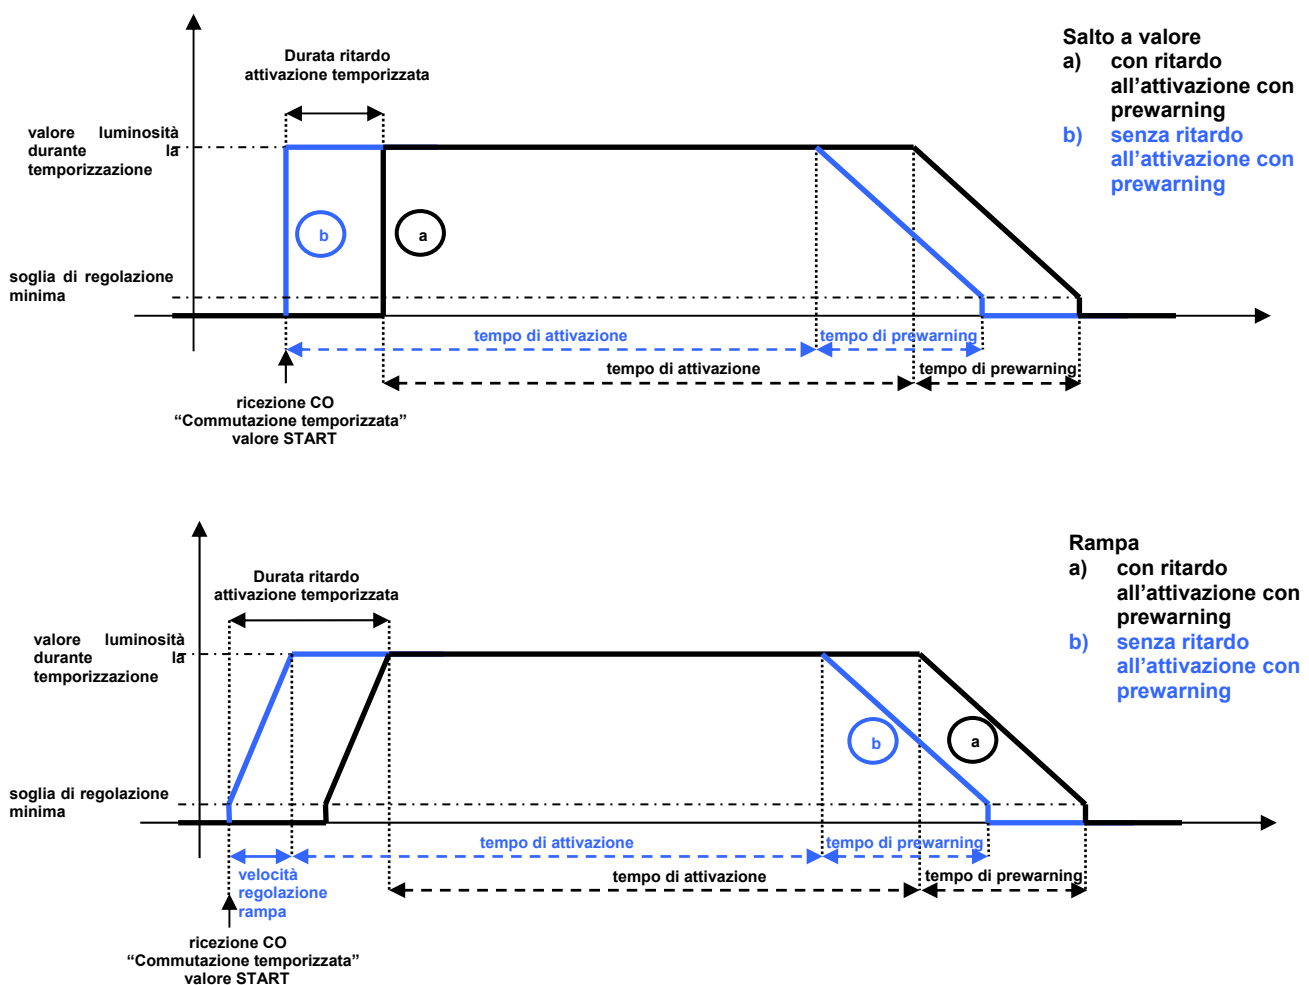 Durata ritardo
attivazione temporizzata
Salto a valore
a) con ritardo
all’attivazione con
prewarning
b) senza ritardo
all’attivazione con
prewarning
valore luminosità
durante la
temporizzazione
b
a
soglia di regolazione
minima
tempo di attivazione
tempo di prewarning
tempo di attivazione
tempo di prewarning
ricezione CO
“Commutazione temporizzata”
valore START
Rampa
a) con ritardo
all’attivazione con
prewarning
b) senza ritardo
all’attivazione con
prewarning
Durata ritardo
attivazione temporizzata
valore luminosità
durante la
temporizzazione
b
a
soglia di regolazione
minima
tempo di attivazione
tempo di prewarning
velocità
regolazione
rampa
tempo di attivazione
tempo di prewarning
ricezione CO
“Commutazione temporizzata”
valore START